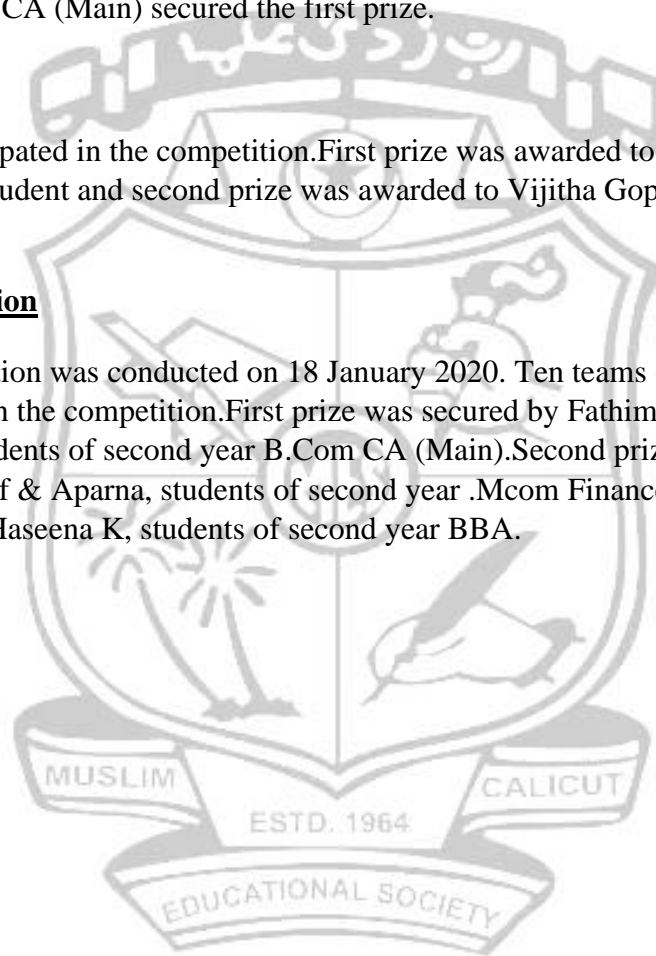 CA (Main) secured the first prize.
pated in the competition.First prize was awarded to
udent and second prize was awarded to Vijitha Gop
ion
tion was conducted on 18 January 2020. Ten teams
n the competition.First prize was secured by Fathim
dents of second year B.Com CA (Main).Second priz
f & Aparna, students of second year .Mcom Finance
Haseena K, students of second year BBA.
MUSLIM
CALICUT
ESTD. 1964
EDUCATIONAL SOCIETY